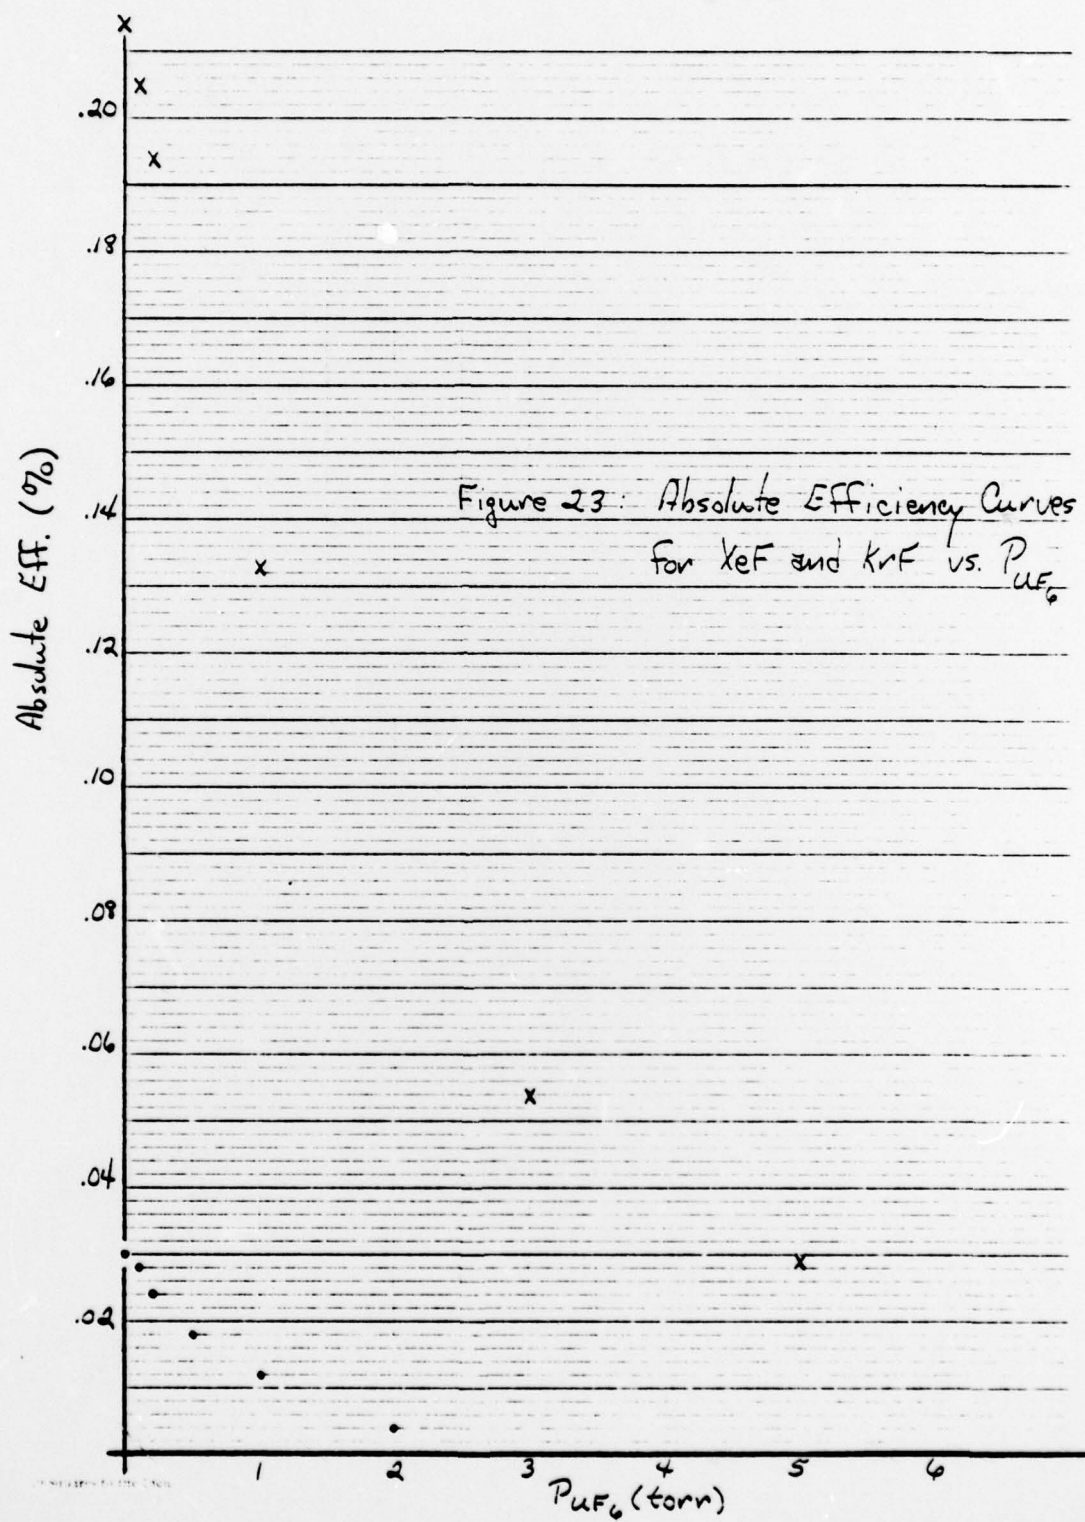 .20
.18
.16
.14
.12
.10
.08
.06
.04
.02
Absolute Eff. (%)
Figure 23: Absolute Efficiency Curves
for XeF and KrF vs. P_UF₆
1 2 3 4 5 6
P_UF₆ (torr)